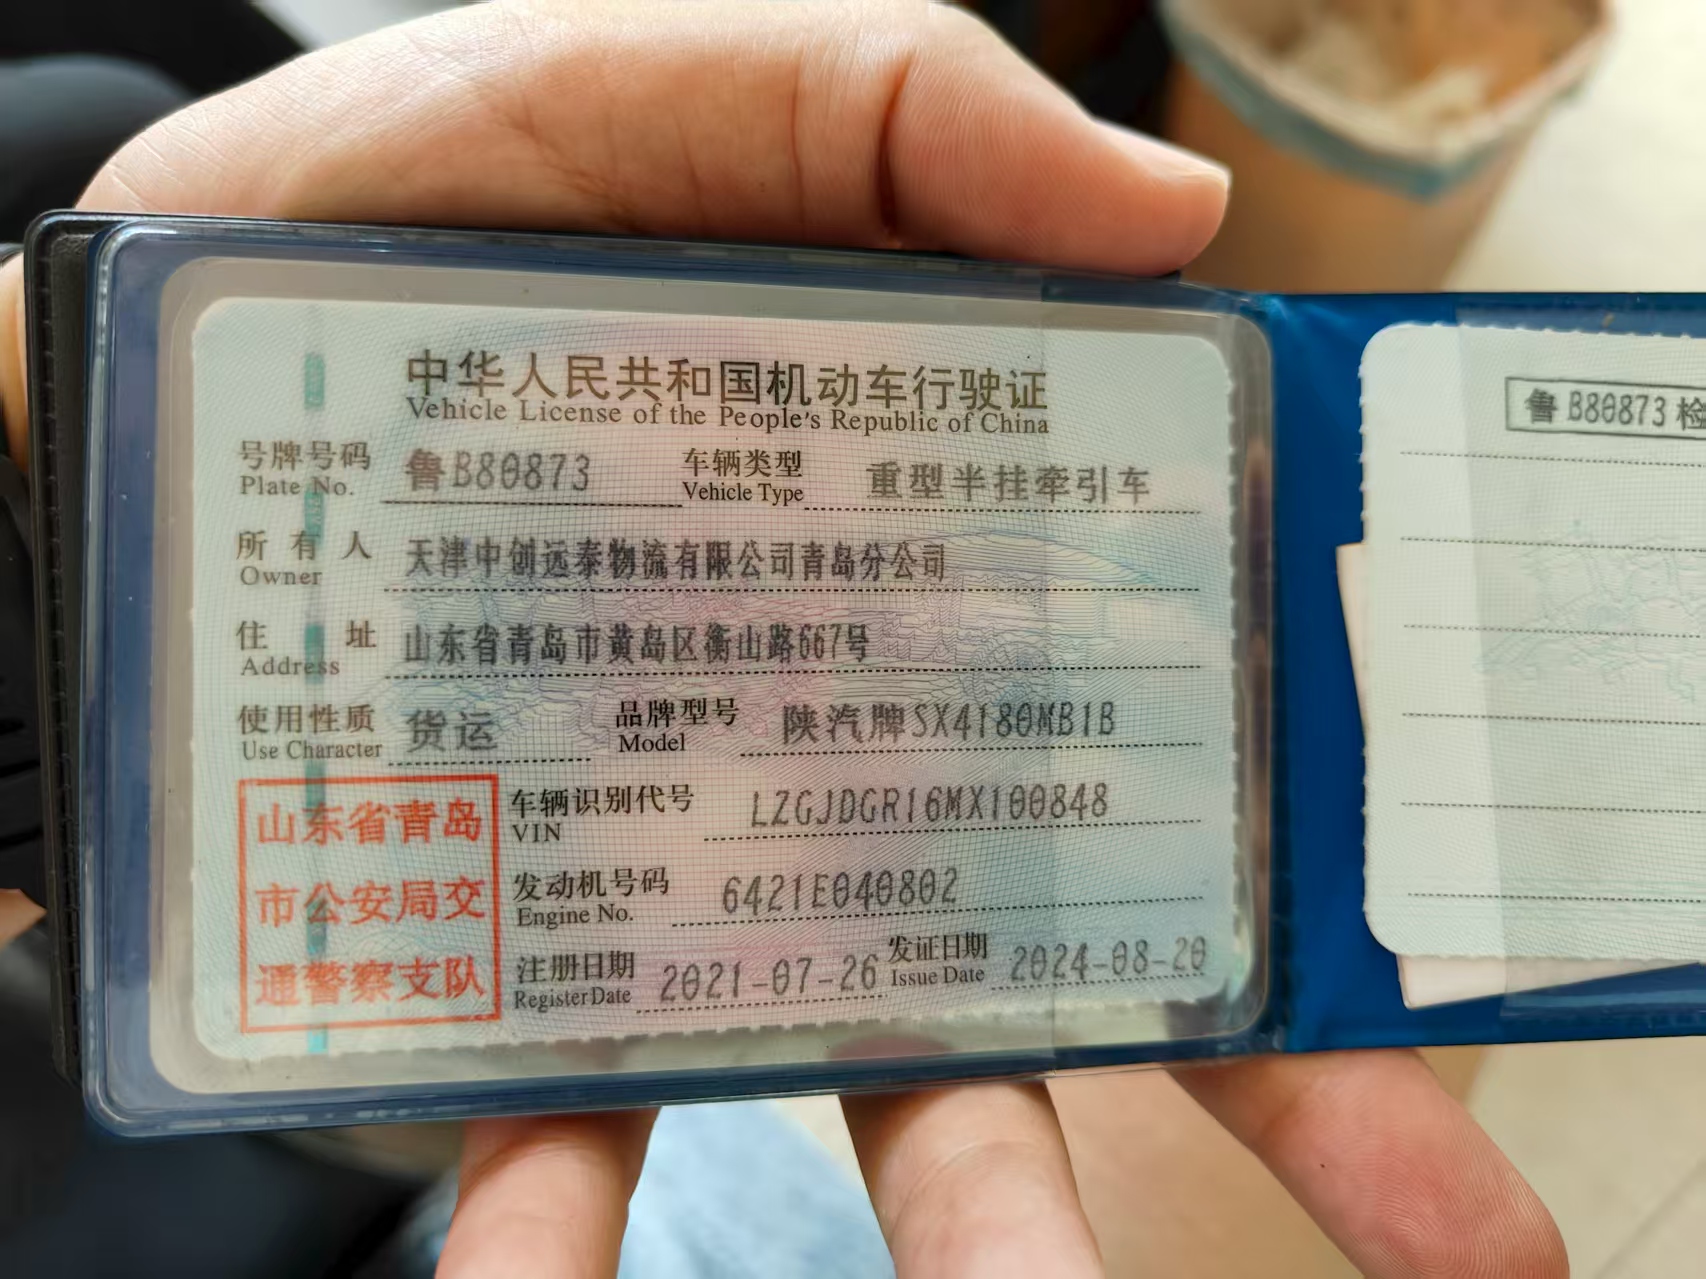 中华人民共和国机动车行驶证
Vehicle License of the People's Republic of China
号牌号码 鲁B80873 车辆类型 重型半挂牵引车
Plate No. Vehicle Type
所有人 天津中创远泰物流有限公司青岛分公司
Owner
住址 山东省青岛市黄岛区衡山路667号
Address
使用性质 货运 品牌型号 陕汽牌SX4180MB1B
Use Character Model
山东省青岛
市公安局交
通警察支队
车辆识别代号 LZGJDGR16MX100848
VIN
发动机号码 6421E040802
Engine No.
注册日期 2021-07-26 发证日期 2024-08-20
Register Date Issue Date
鲁B80873 检